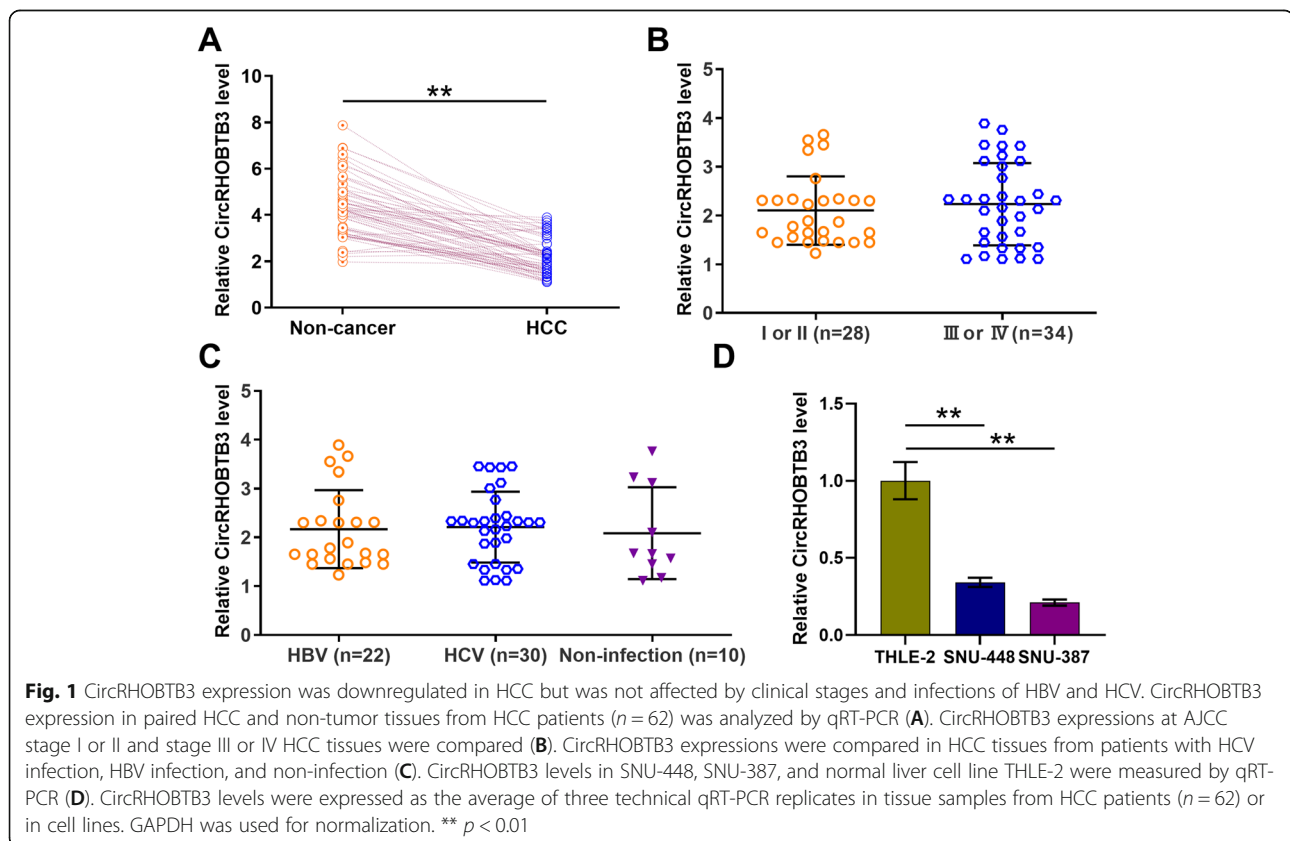 A
Relative CircRHOBTB3 level
10
8
6
4
2
0
**
Non-cancer HCC
B
Relative CircRHOBTB3 level
5
4
3
2
1
0
I or II (n=28) Ⅲ or Ⅳ (n=34)
C
Relative CircRHOBTB3 level
5
4
3
2
1
0
HBV (n=22) HCV (n=30) Non-infection (n=10)
D
Relative CircRHOBTB3 level
1.5
1.0
0.5
0.0
**
**
THLE-2 SNU-448 SNU-387
Fig. 1 CircRHOBTB3 expression was downregulated in HCC but was not affected by clinical stages and infections of HBV and HCV. CircRHOBTB3
expression in paired HCC and non-tumor tissues from HCC patients (n = 62) was analyzed by qRT-PCR (A). CircRHOBTB3 expressions at AJCC
stage I or II and stage III or IV HCC tissues were compared (B). CircRHOBTB3 expressions were compared in HCC tissues from patients with HCV
infection, HBV infection, and non-infection (C). CircRHOBTB3 levels in SNU-448, SNU-387, and normal liver cell line THLE-2 were measured by qRT-
PCR (D). CircRHOBTB3 levels were expressed as the average of three technical qRT-PCR replicates in tissue samples from HCC patients (n = 62) or
in cell lines. GAPDH was used for normalization. ** p < 0.01